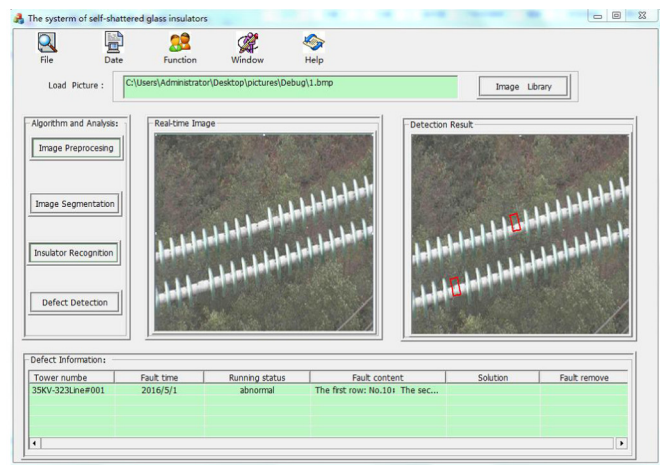 The systerm of self-shattered glass insulators
File Date Function Window Help
Load Picture : C:\Users\Administrator\Desktop\pictures\Debug\1.bmp Image Library
Algorithm and Analysis:
Image Preprocesing
Image Segmentation
Insulator Recognition
Defect Detection
Real-time Image
Detection Result
Defect Information:
Tower numbe Fault time Running status Fault content Solution Fault remove
35KV-323Line#001 2016/5/1 abnormal The first row: No.10: The sec...